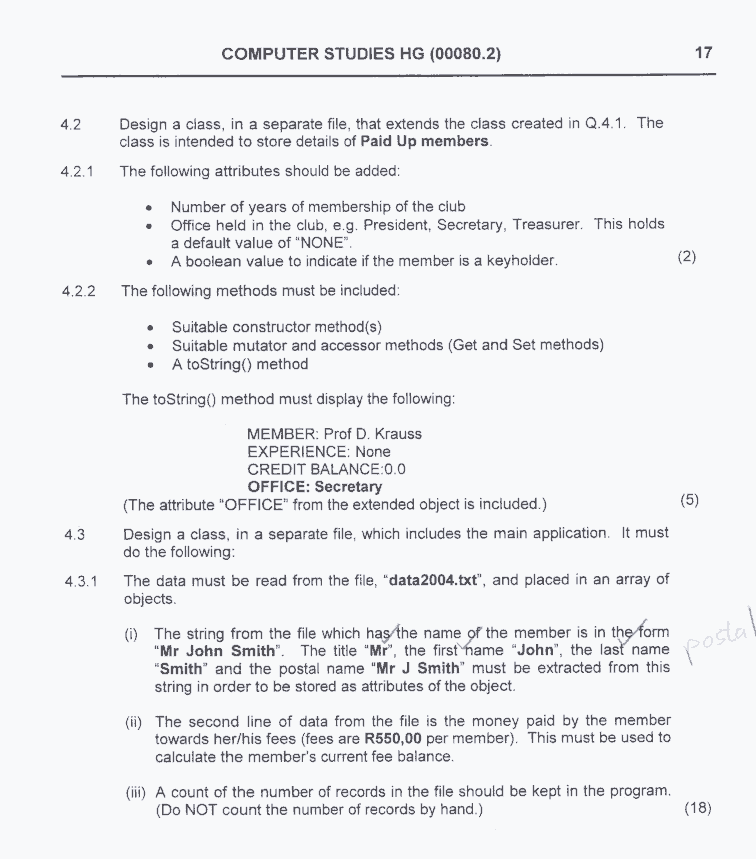 COMPUTER STUDIES HG (00080.2) 17
4.2 Design a class, in a separate file, that extends the class created in Q.4.1. The
class is intended to store details of Paid Up members.
4.2.1 The following attributes should be added:
• Number of years of membership of the club
• Office held in the club, e.g. President, Secretary, Treasurer. This holds
a default value of "NONE".
• A boolean value to indicate if the member is a keyholder. (2)
4.2.2 The following methods must be included:
• Suitable constructor method(s)
• Suitable mutator and accessor methods (Get and Set methods)
• A toString() method
The toString() method must display the following:
MEMBER: Prof D. Krauss
EXPERIENCE: None
CREDIT BALANCE:0.0
OFFICE: Secretary
(The attribute "OFFICE" from the extended object is included.) (5)
4.3 Design a class, in a separate file, which includes the main application. It must
do the following:
4.3.1 The data must be read from the file, "data2004.txt", and placed in an array of
objects.
(i) The string from the file which has the name of the member is in the form
"Mr John Smith". The title "Mr", the first name "John", the last name
"Smith" and the postal name "Mr J Smith" must be extracted from this
string in order to be stored as attributes of the object.
postal
(ii) The second line of data from the file is the money paid by the member
towards her/his fees (fees are R550,00 per member). This must be used to
calculate the member's current fee balance.
(iii) A count of the number of records in the file should be kept in the program.
(Do NOT count the number of records by hand.) (18)